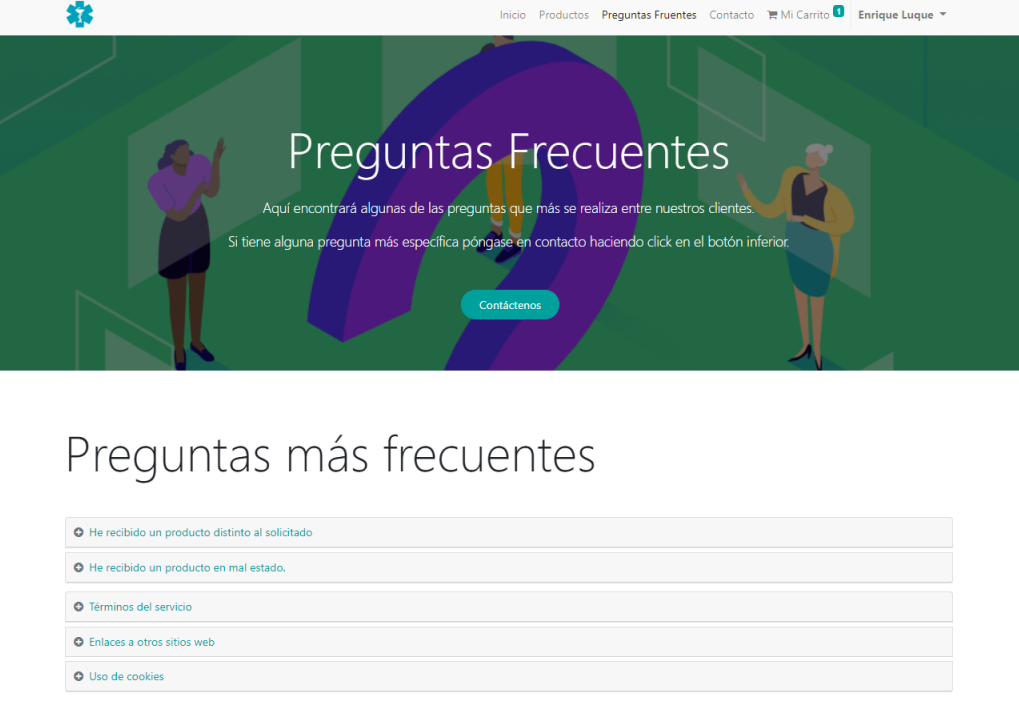 Inicio Productos Preguntas Fruentes Contacto Mi Carrito 1 Enrique Luque
Preguntas Frecuentes
Aquí encontrará algunas de las preguntas que más se realiza entre nuestros clientes.
Si tiene alguna pregunta más específica póngase en contacto haciendo click en el botón inferior.
Contáctenos
Preguntas más frecuentes
He recibido un producto distinto al solicitado
He recibido un producto en mal estado.
Términos del servicio
Enlaces a otros sitios web
Uso de cookies